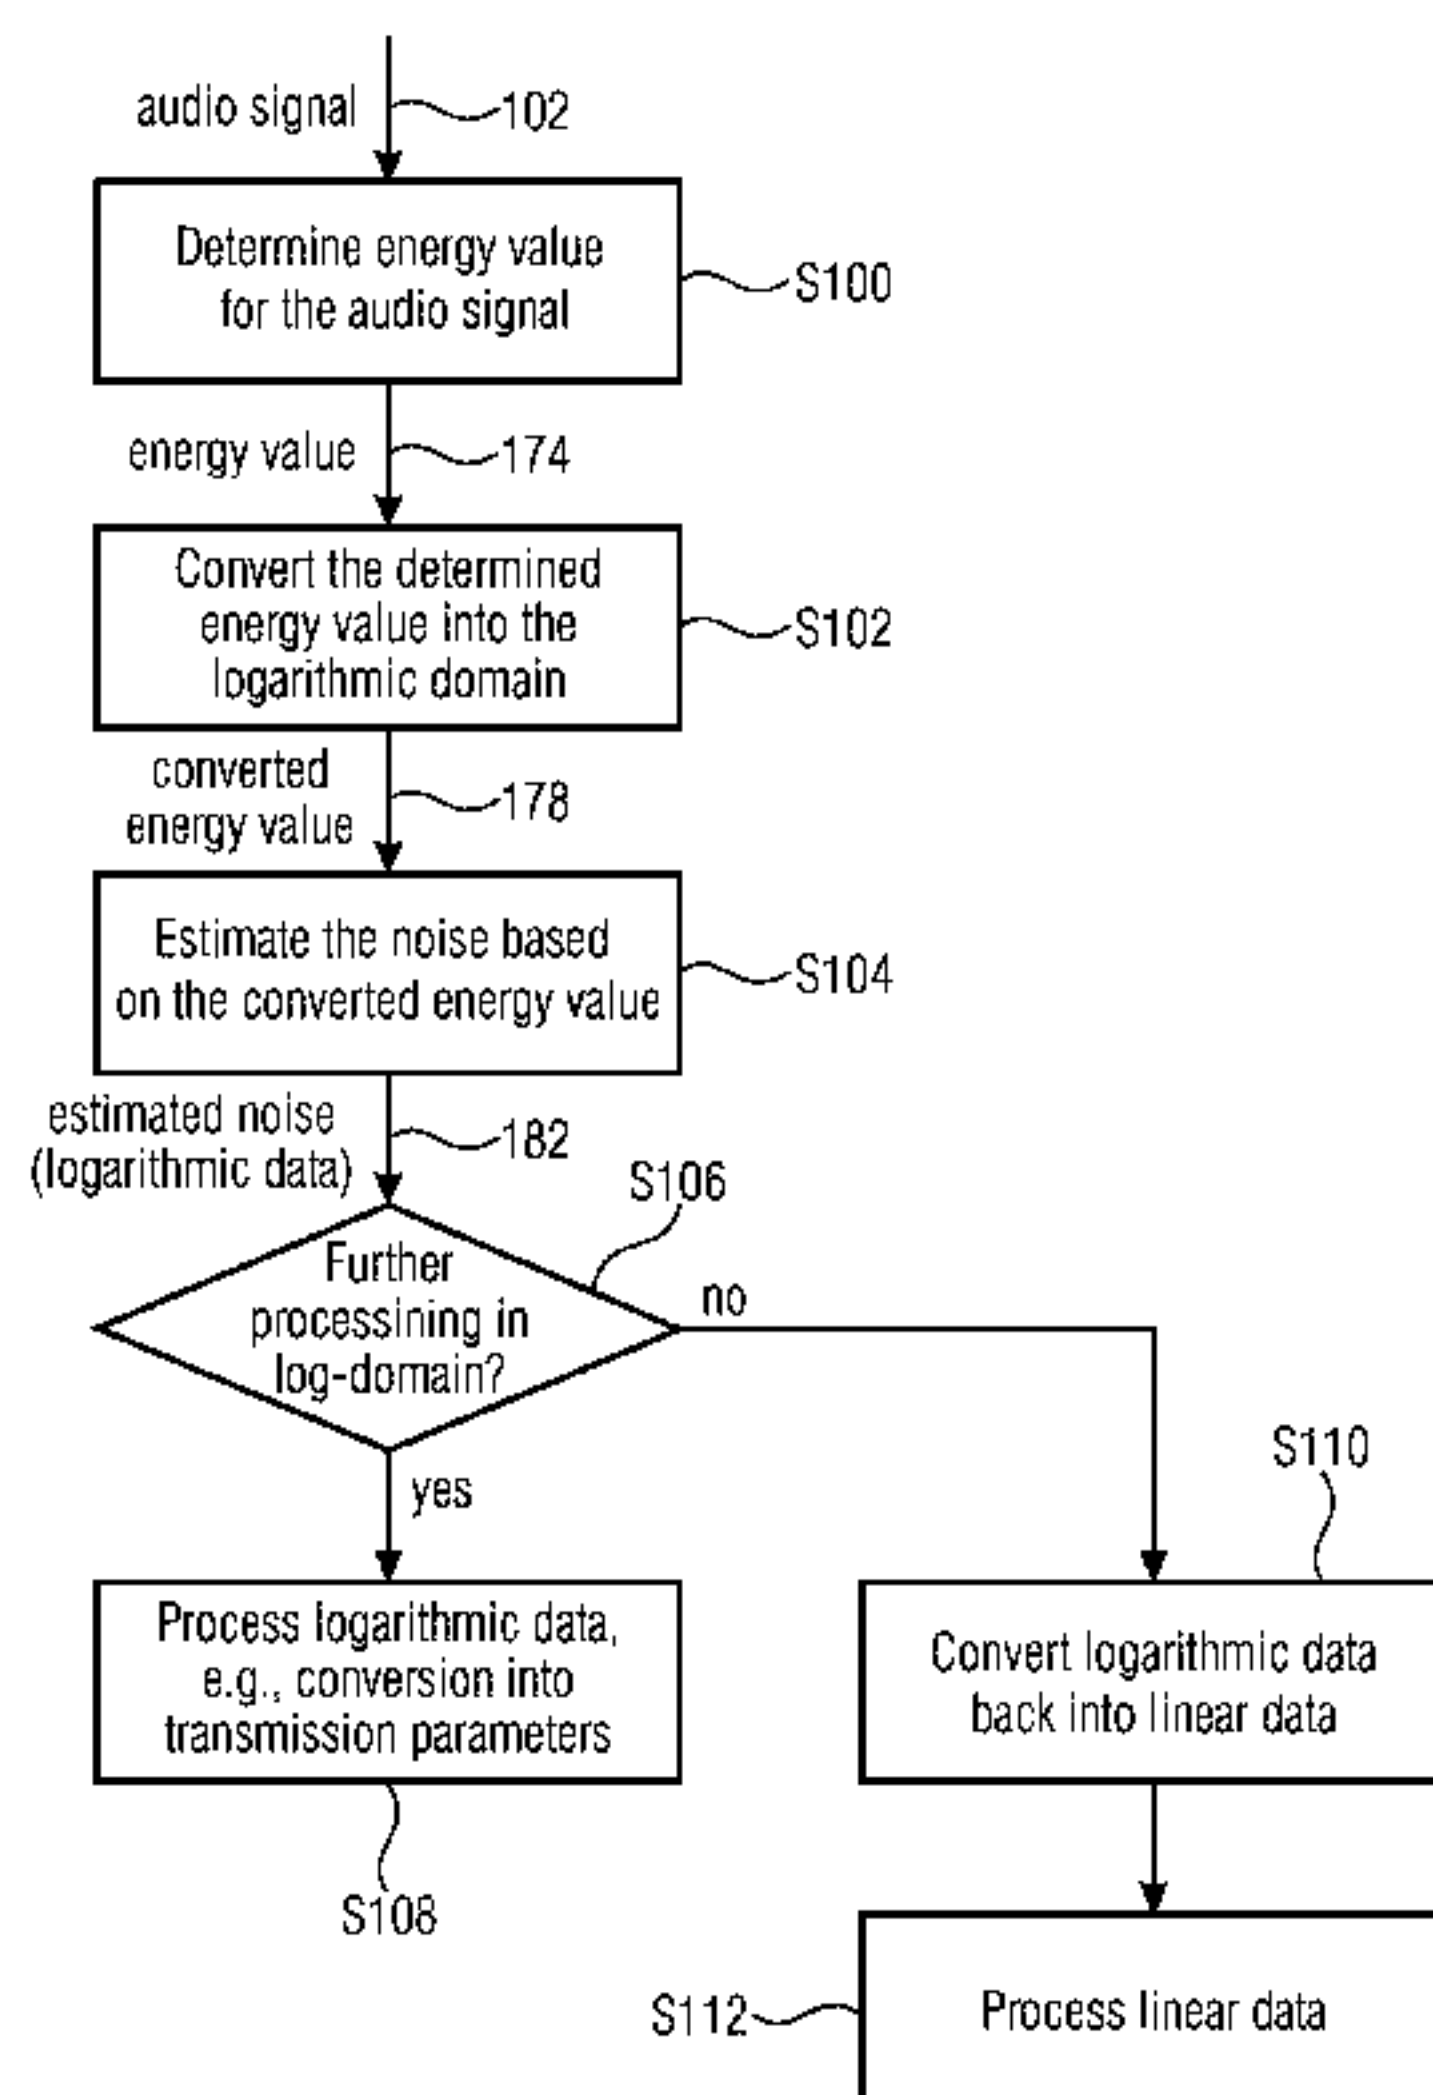 audio signal
102
Determine energy value
for the audio signal
S100
energy value
174
Convert the determined
energy value into the
logarithmic domain
S102
converted
energy value
178
Estimate the noise based
on the converted energy value
S104
estimated noise
(logarithmic data)
182
S106
Further
processining in
log-domain?
no
yes
S110
Process logarithmic data,
e.g., conversion into
transmission parameters
S108
Convert logarithmic data
back into linear data
S112
Process linear data